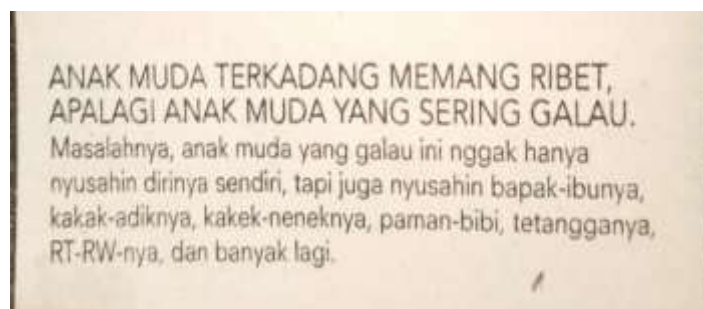 ANAK MUDA TERKADANG MEMANG RIBET,
APALAGI ANAK MUDA YANG SERING GALAU.
Masalahnya, anak muda yang galau ini nggak hanya
nyusahin dirinya sendiri, tapi juga nyusahin bapak-ibunya,
kakak-adiknya, kakek-neneknya, paman-bibi, tetangganya,
RT-RW-nya, dan banyak lagi.